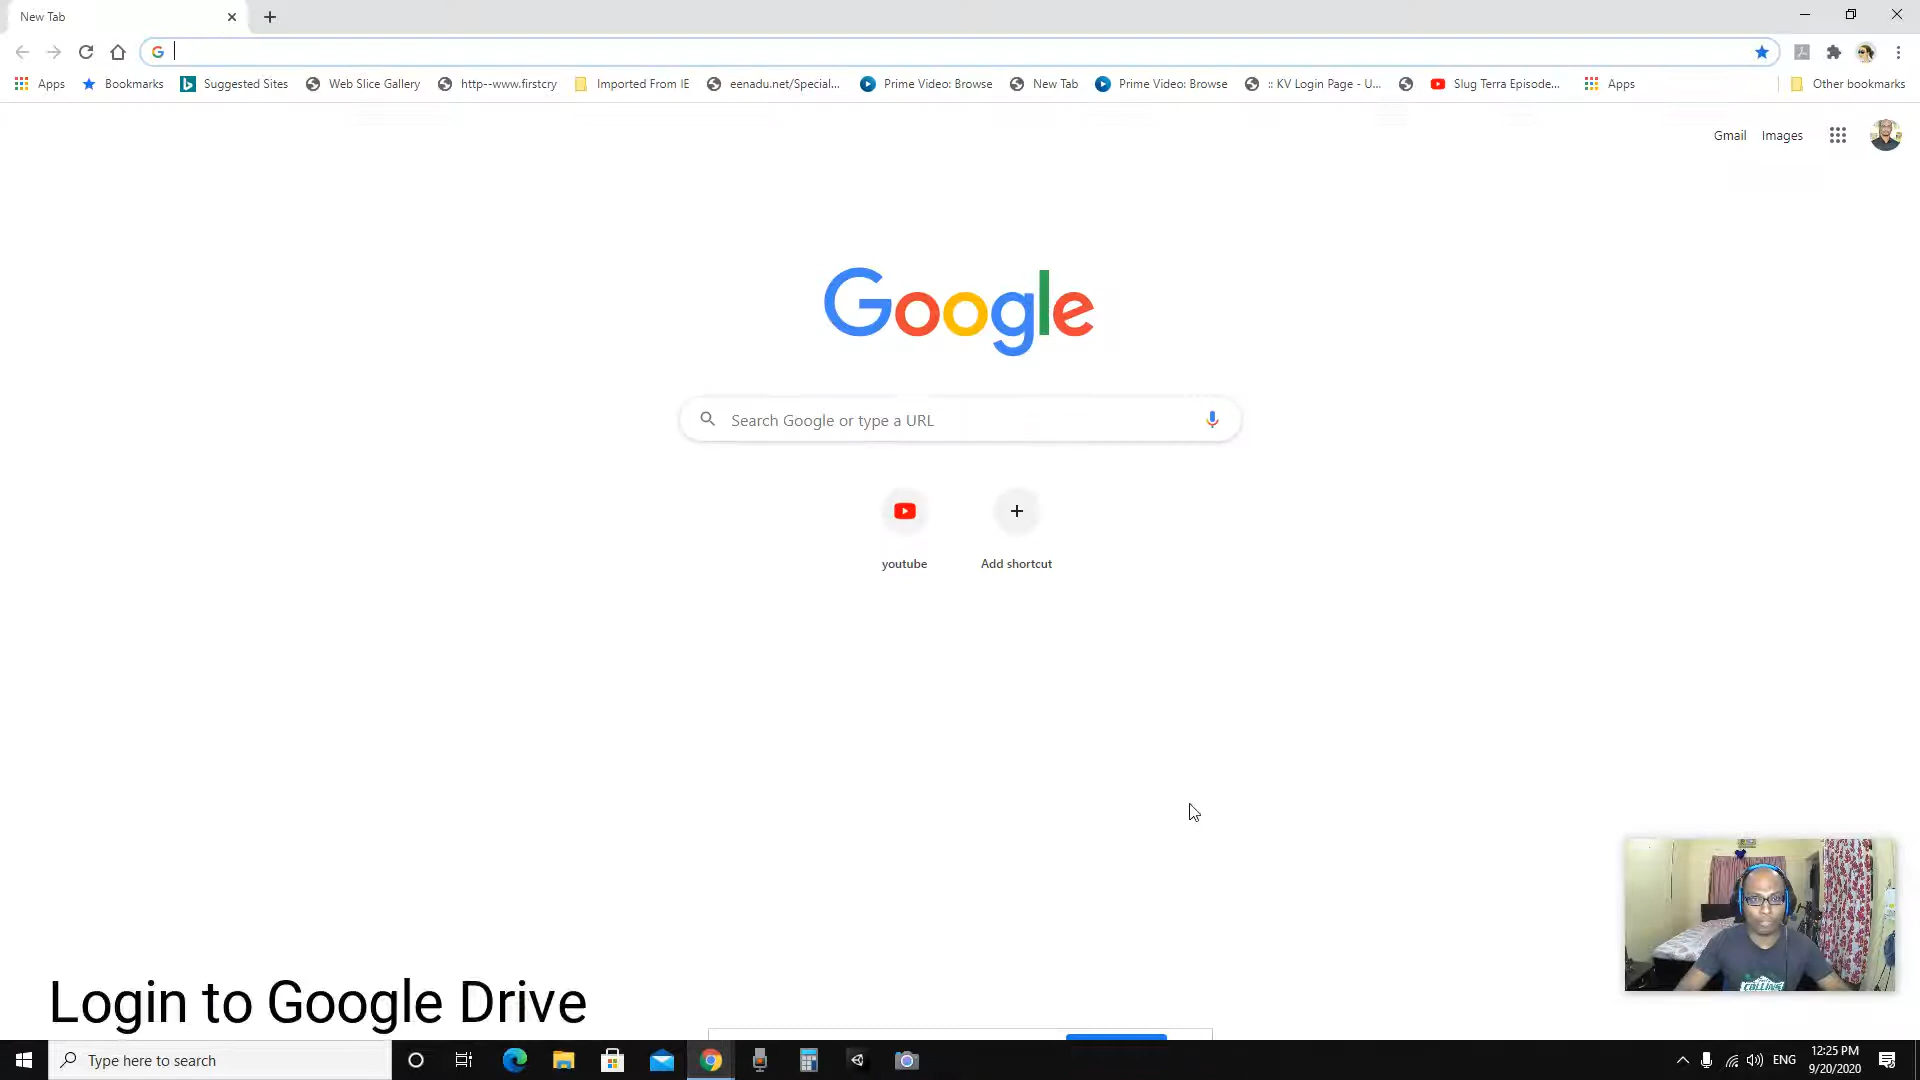 New Tab
Apps Bookmarks Suggested Sites Web Slice Gallery http--www.firstcry Imported From IE eenadu.net/Special... Prime Video: Browse New Tab Prime Video: Browse :: KV Login Page - U... Slug Terra Episode... Apps Other bookmarks
Gmail Images
Google
Search Google or type a URL
youtube Add shortcut
COLLINS
Login to Google Drive
Type here to search
ENG
12:25 PM
9/20/2020